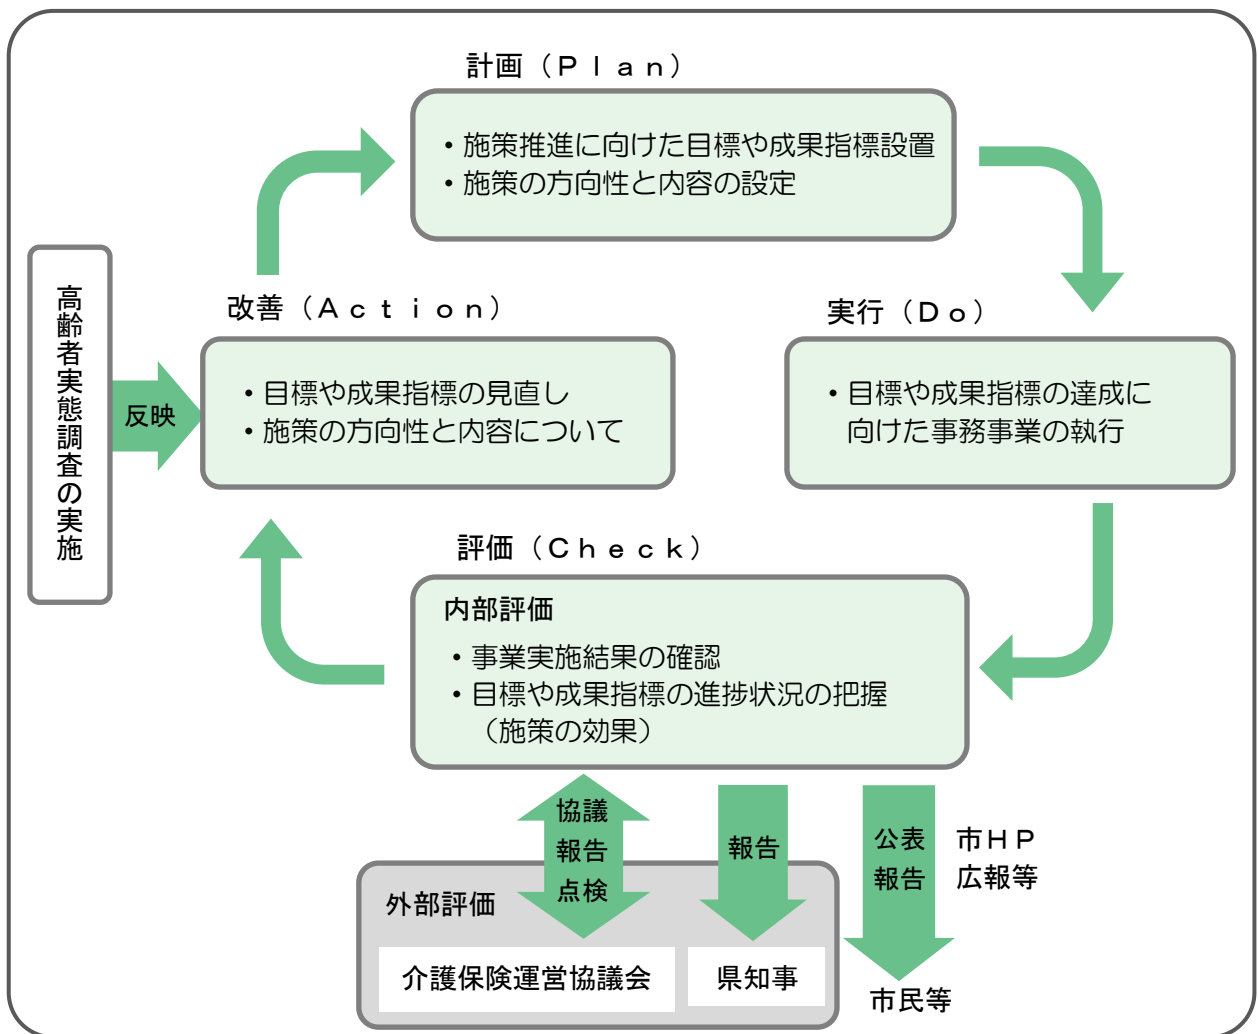 計画（Ｐｌａｎ）
・施策推進に向けた目標や成果指標設置
・施策の方向性と内容の設定
高齢者実態調査の実施
反映
改善（Ａｃｔｉｏｎ）
・目標や成果指標の見直し
・施策の方向性と内容について
実行（Ｄｏ）
・目標や成果指標の達成に
向けた事務事業の執行
評価（Ｃｈｅｃｋ）
内部評価
・事業実施結果の確認
・目標や成果指標の進捗状況の把握
（施策の効果）
協議
報告
点検
報告
公表
報告
市ＨＰ
広報等
外部評価
介護保険運営協議会
県知事
市民等